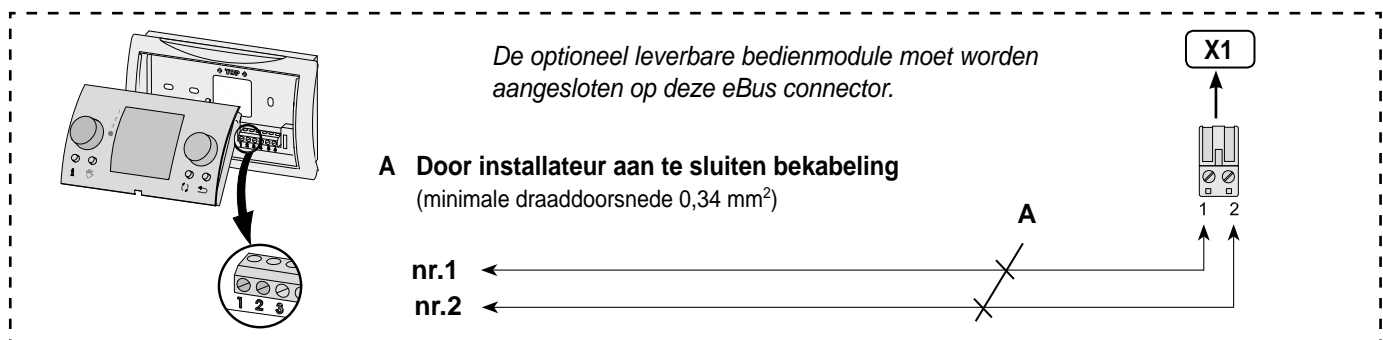 TOP
De optioneel leverbare bedienmodule moet worden
aangesloten op deze eBus connector.
X1
A Door installateur aan te sluiten bekabeling
(minimale draaddoorsnede 0,34 mm²)
1 2
A
nr.1
nr.2
1 2 3